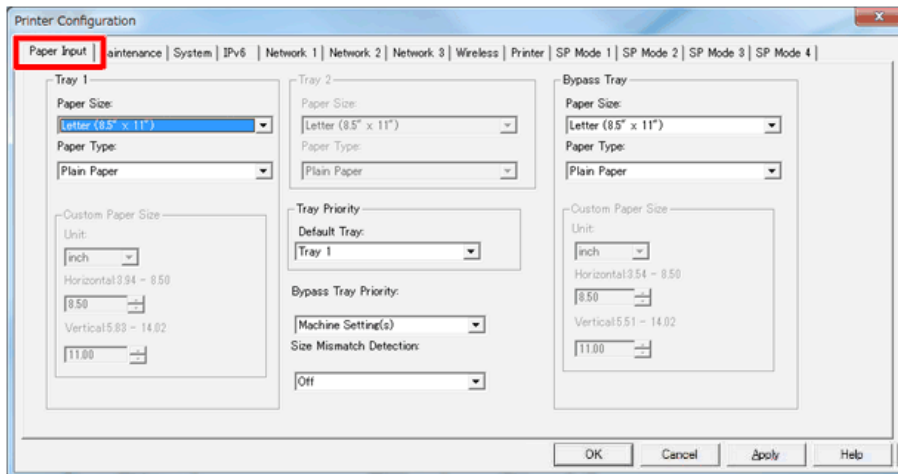 Printer Configuration
Paper Input | aintenance | System | IPv6 | Network 1 | Network 2 | Network 3 | Wireless | Printer | SP Mode 1 | SP Mode 2 | SP Mode 3 | SP Mode 4
Tray 1
Paper Size:
Letter (8.5" x 11")
Paper Type:
Plain Paper
Custom Paper Size
Unit:
inch
Horizontal:3.94 - 8.50
8.50
Vertical:5.83 - 14.02
11.00
Tray 2
Paper Size:
Letter (8.5" x 11")
Paper Type:
Plain Paper
Tray Priority
Default Tray:
Tray 1
Bypass Tray Priority:
Machine Setting(s)
Size Mismatch Detection:
Off
Bypass Tray
Paper Size:
Letter (8.5" x 11")
Paper Type:
Plain Paper
Custom Paper Size
Unit:
inch
Horizontal:3.54 - 8.50
8.50
Vertical:5.51 - 14.02
11.00
OK Cancel Apply Help